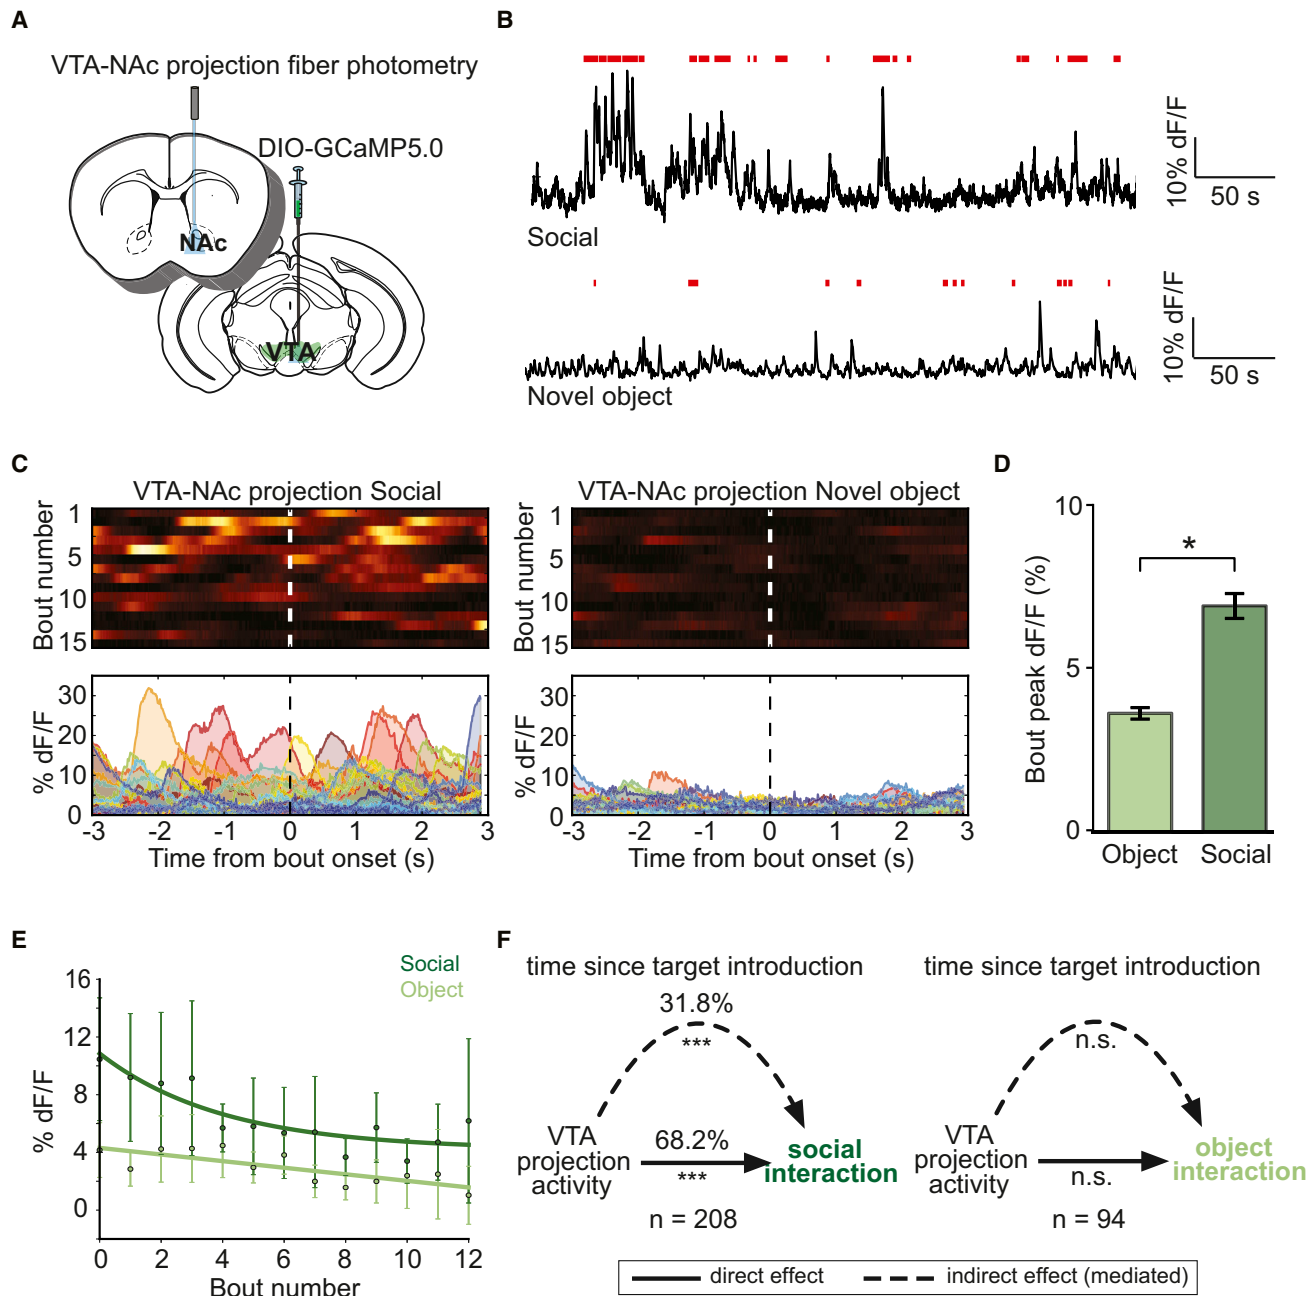 A
VTA-NAc projection fiber photometry
DIO-GCaMP5.0
NAc
VTA
B
10% dF/F
50 s
Social
10% dF/F
50 s
Novel object
C
VTA-NAc projection Social
Bout number
1
5
10
15
% dF/F
30
20
10
0
-3 -2 -1 0 1 2 3
Time from bout onset (s)
VTA-NAc projection Novel object
Bout number
1
5
10
15
% dF/F
30
20
10
0
-3 -2 -1 0 1 2 3
Time from bout onset (s)
D
Bout peak dF/F (%)
10
5
0
*
Object Social
E
Social
Object
% dF/F
16
12
8
4
0
0 2 4 6 8 10 12
Bout number
F
time since target introduction
31.8%
***
VTA
projection
activity
68.2%
***
social
interaction
n = 208
time since target introduction
n.s.
VTA
projection
activity
n.s.
object
interaction
n = 94
direct effect indirect effect (mediated)